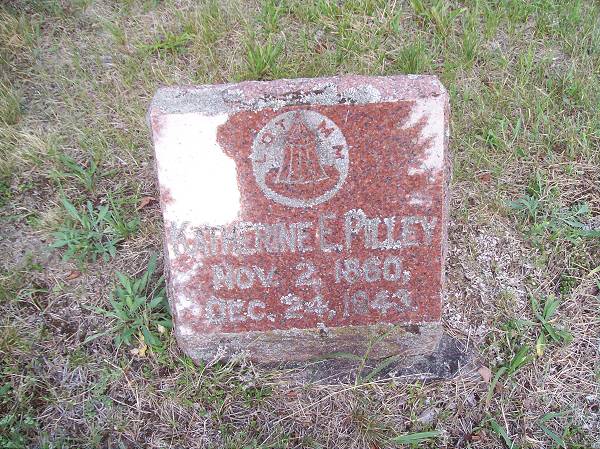 L O T M M
KATHERINE E. PILLEY
NOV. 2, 1860.
DEC. 24, 1943.